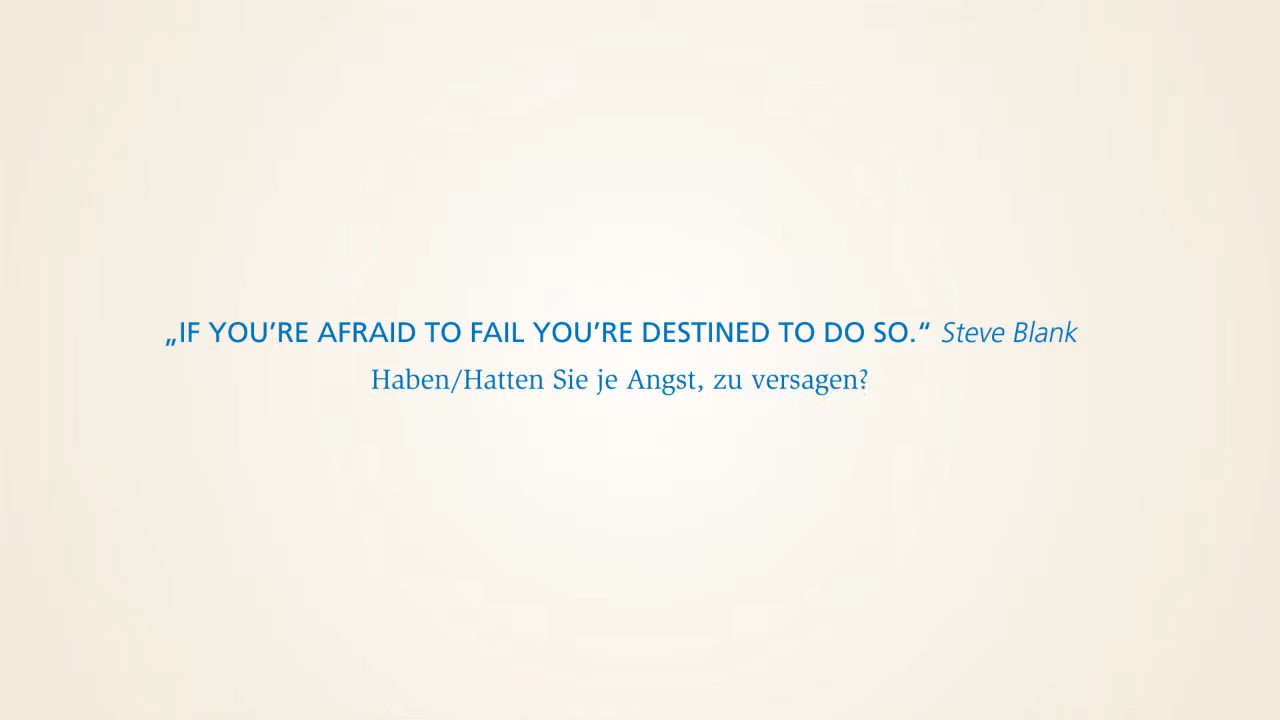 „IF YOU’RE AFRAID TO FAIL YOU’RE DESTINED TO DO SO.“ Steve Blank
Haben/Hatten Sie je Angst, zu versagen?